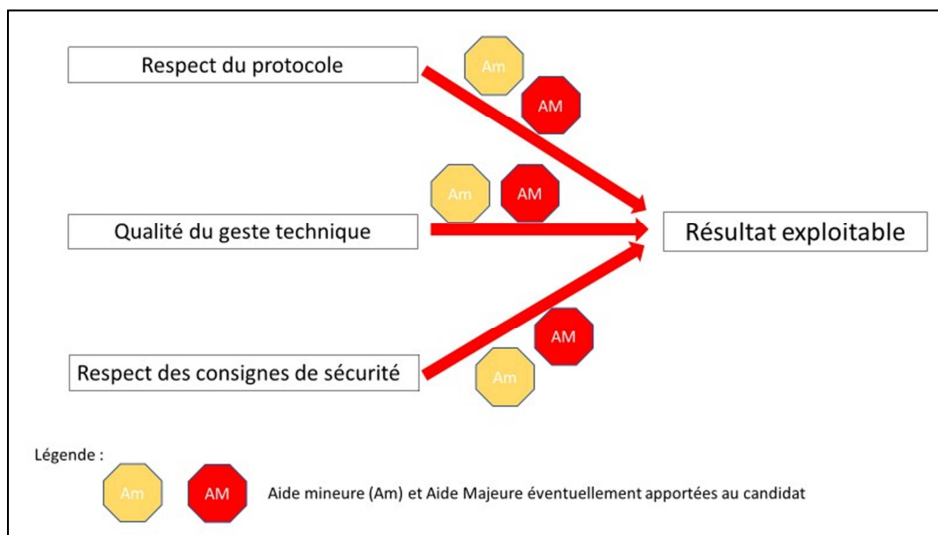 Respect du protocole
Am
AM
Am
AM
Qualité du geste technique
Résultat exploitable
AM
Respect des consignes de sécurité
Am
Légende :
Am
AM
Aide mineure (Am) et Aide Majeure éventuellement apportées au candidat